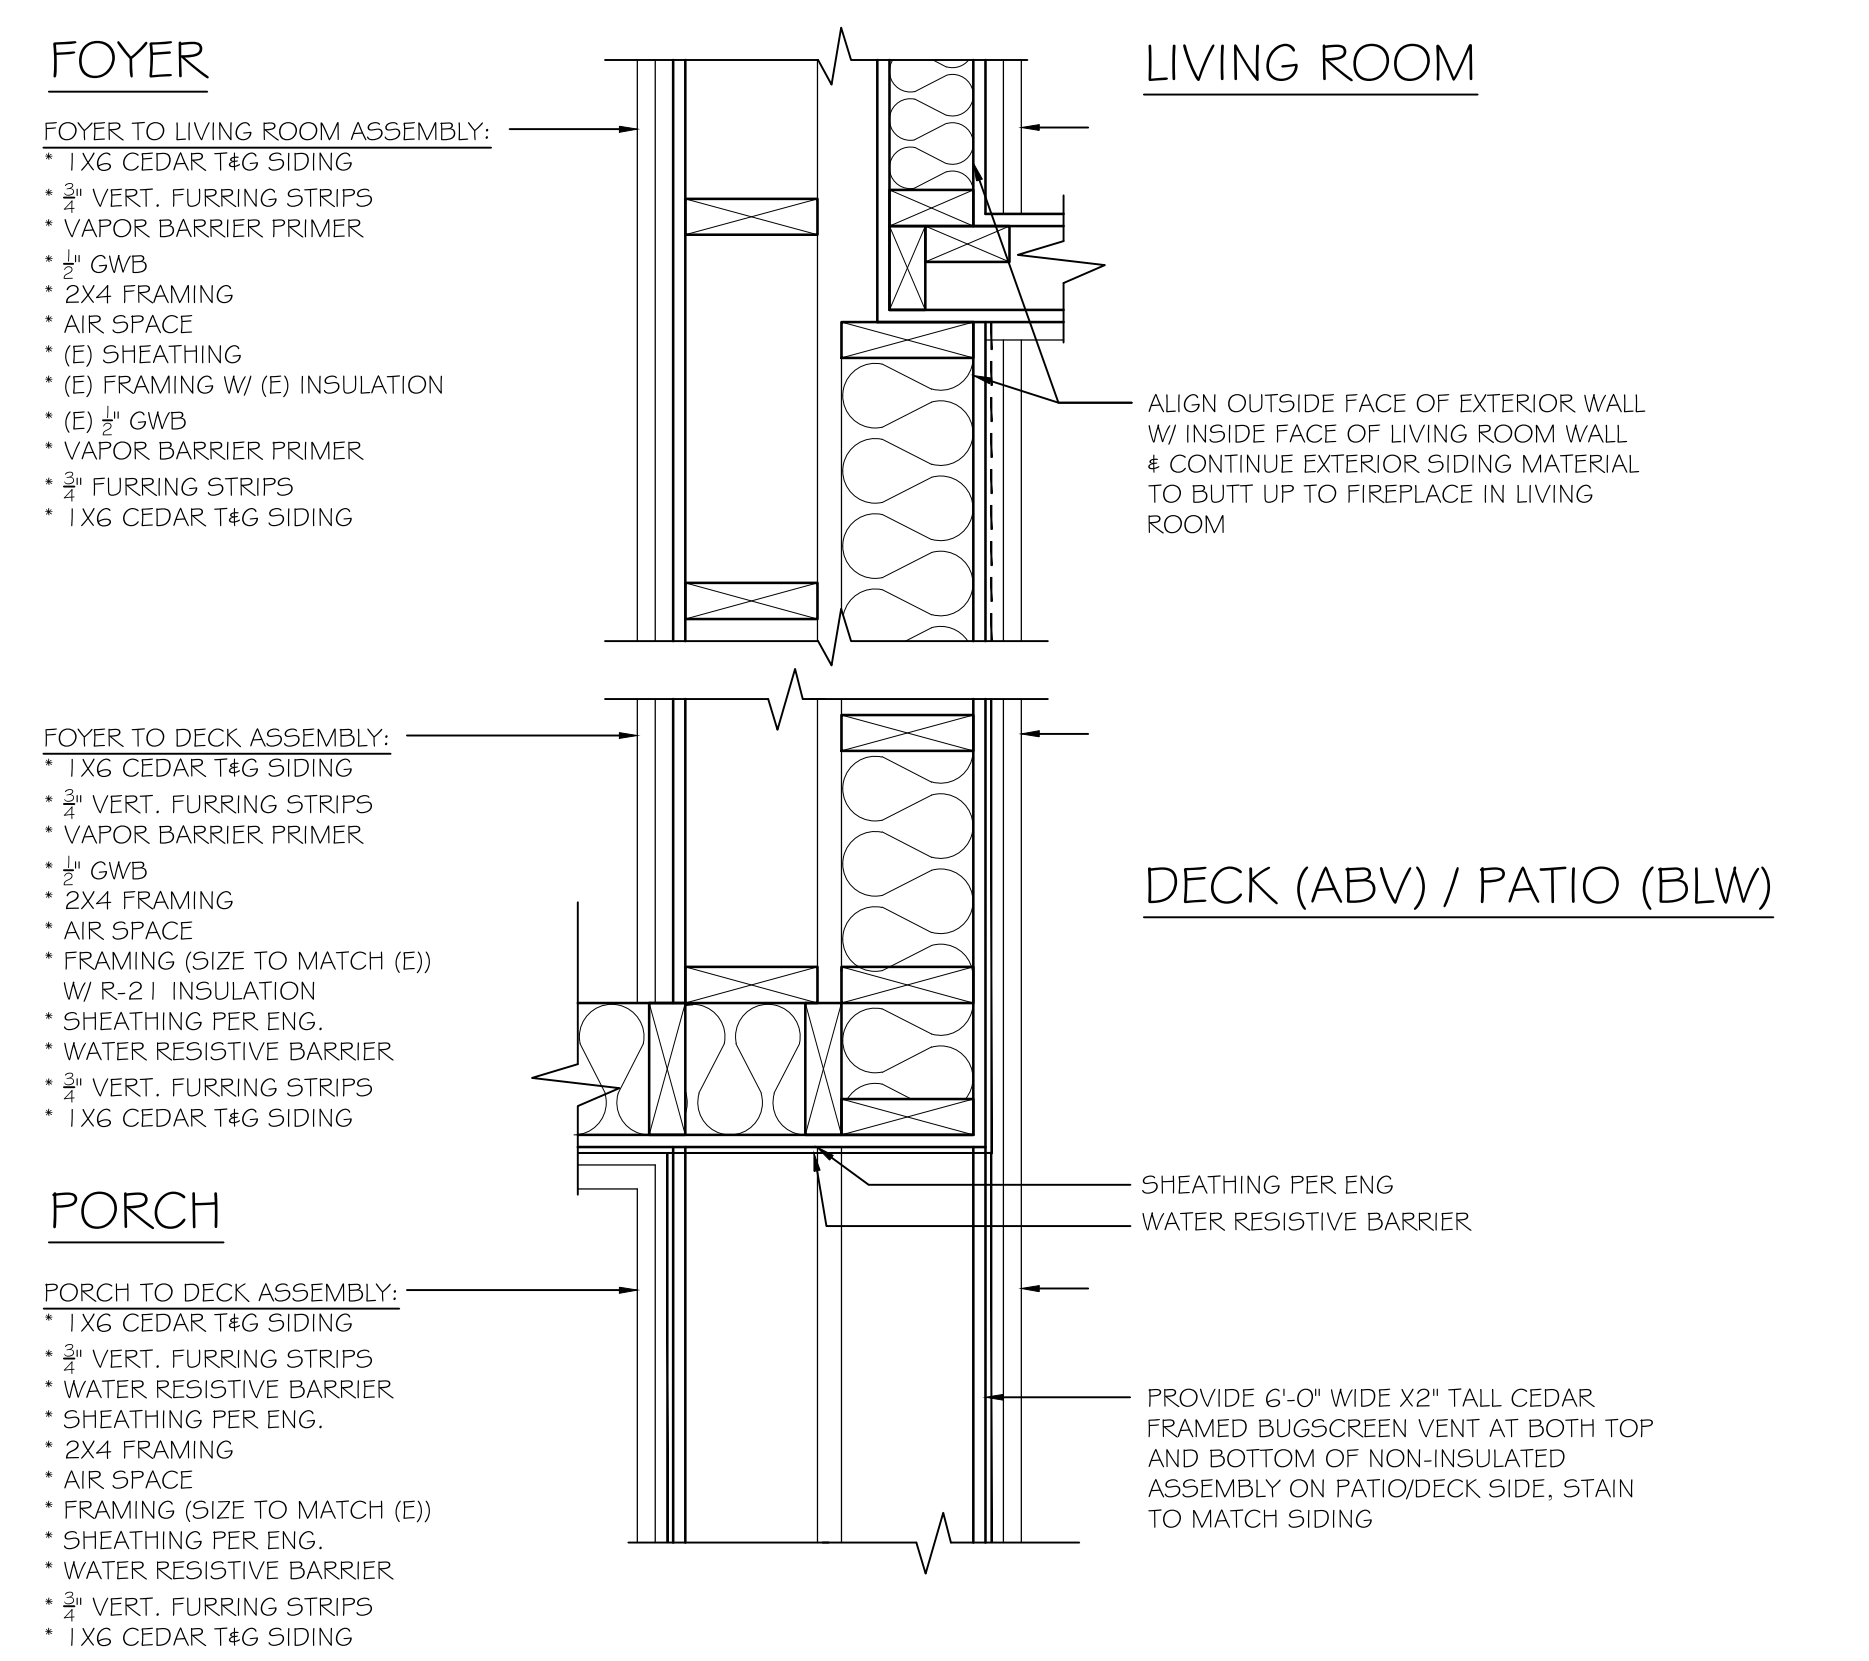 FOYER
FOYER TO LIVING ROOM ASSEMBLY:
* 1X6 CEDAR T&G SIDING
* 3/4" VERT. FURRING STRIPS
* VAPOR BARRIER PRIMER
* 1/2" GWB
* 2X4 FRAMING
* AIR SPACE
* (E) SHEATHING
* (E) FRAMING W/ (E) INSULATION
* (E) 1/2" GWB
* VAPOR BARRIER PRIMER
* 3/4" FURRING STRIPS
* 1X6 CEDAR T&G SIDING
LIVING ROOM
ALIGN OUTSIDE FACE OF EXTERIOR WALL
W/ INSIDE FACE OF LIVING ROOM WALL
& CONTINUE EXTERIOR SIDING MATERIAL
TO BUTT UP TO FIREPLACE IN LIVING
ROOM
FOYER TO DECK ASSEMBLY:
* 1X6 CEDAR T&G SIDING
* 3/4" VERT. FURRING STRIPS
* VAPOR BARRIER PRIMER
* 1/2" GWB
* 2X4 FRAMING
* AIR SPACE
* FRAMING (SIZE TO MATCH (E))
W/ R-21 INSULATION
* SHEATHING PER ENG.
* WATER RESISTIVE BARRIER
* 3/4" VERT. FURRING STRIPS
* 1X6 CEDAR T&G SIDING
DECK (ABV) / PATIO (BLW)
SHEATHING PER ENG
WATER RESISTIVE BARRIER
PORCH
PORCH TO DECK ASSEMBLY:
* 1X6 CEDAR T&G SIDING
* 3/4" VERT. FURRING STRIPS
* WATER RESISTIVE BARRIER
* SHEATHING PER ENG.
* 2X4 FRAMING
* AIR SPACE
* FRAMING (SIZE TO MATCH (E))
* SHEATHING PER ENG.
* WATER RESISTIVE BARRIER
* 3/4" VERT. FURRING STRIPS
* 1X6 CEDAR T&G SIDING
PROVIDE 6'-0" WIDE X2" TALL CEDAR
FRAMED BUGSCREEN VENT AT BOTH TOP
AND BOTTOM OF NON-INSULATED
ASSEMBLY ON PATIO/DECK SIDE, STAIN
TO MATCH SIDING